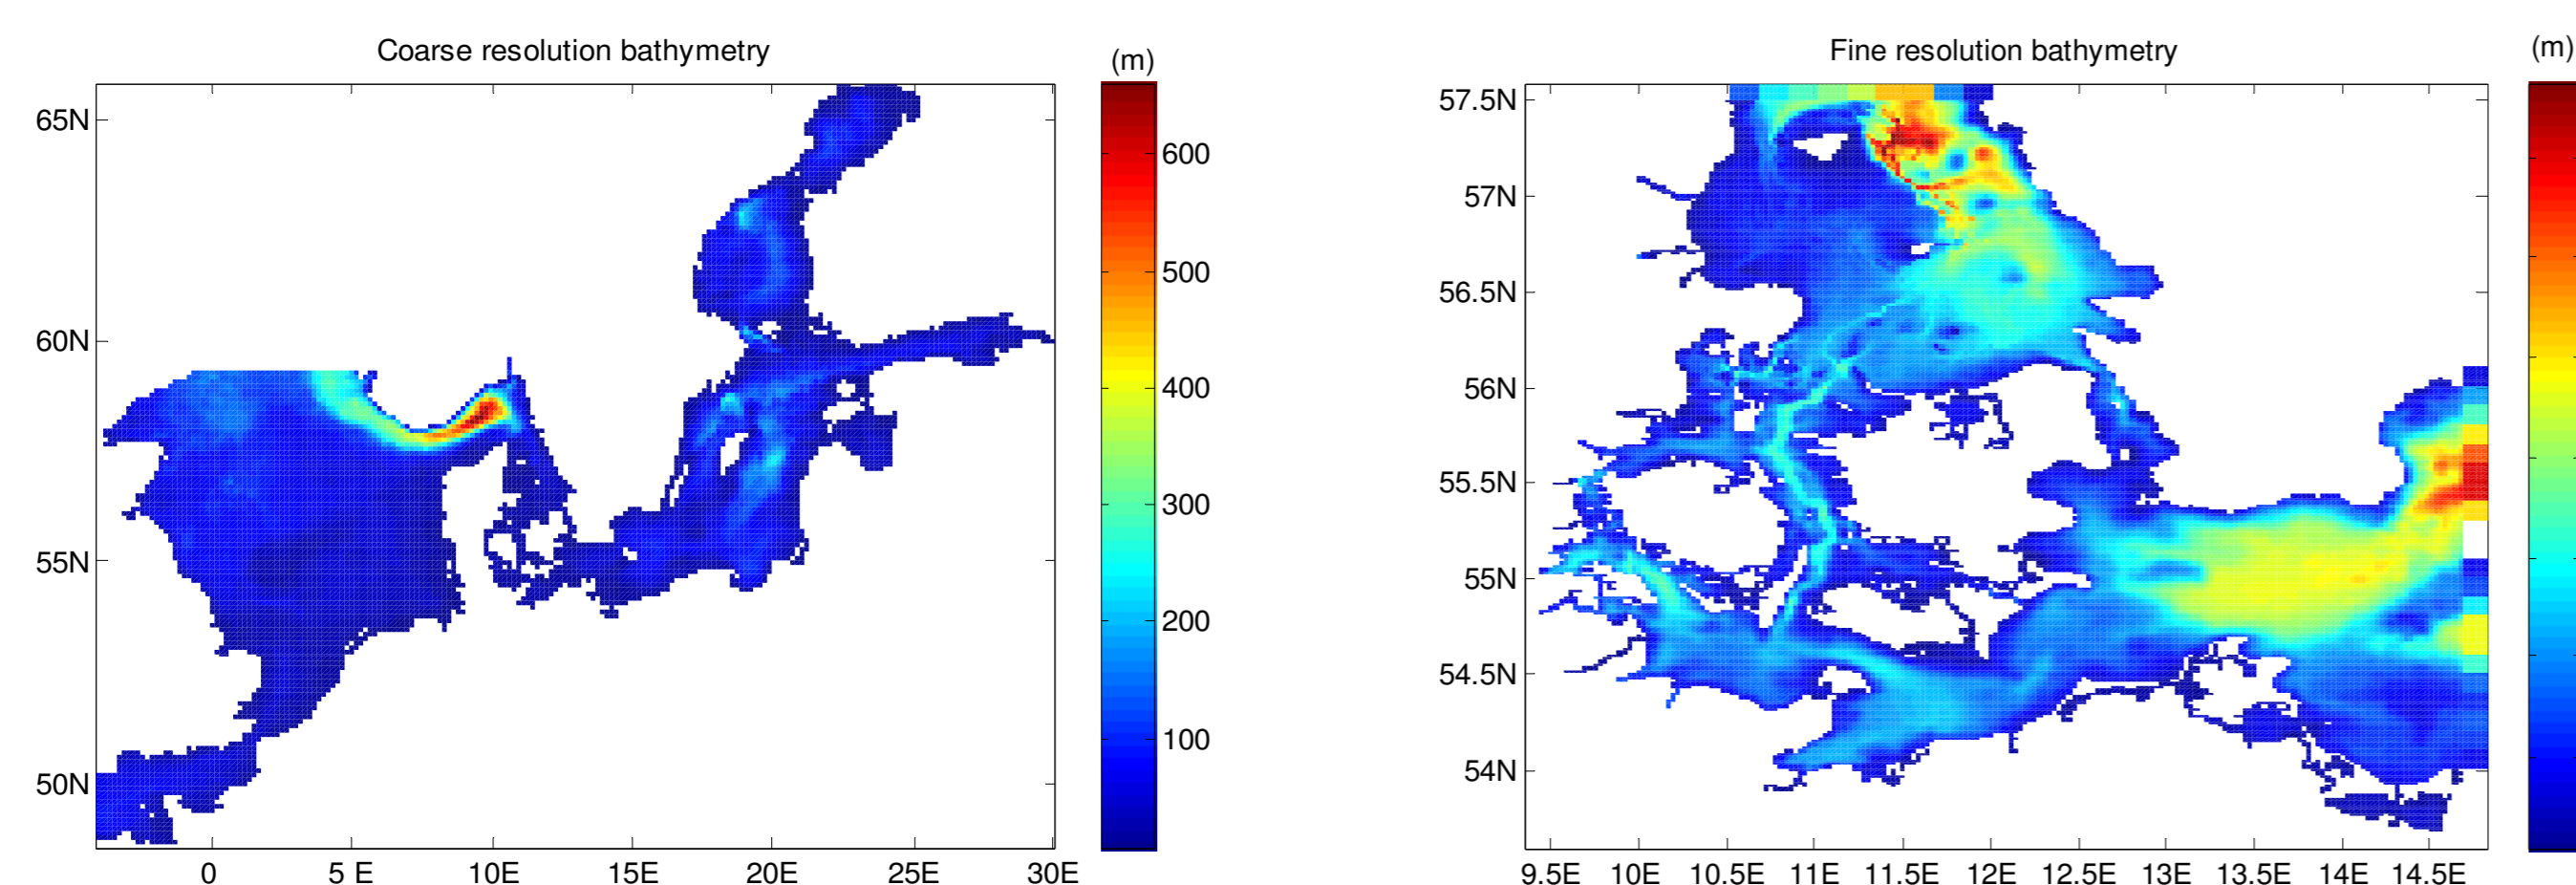 Coarse resolution bathymetry
(m)
65N
60N
55N
50N
0 5 E 10E 15E 20E 25E 30E
600
500
400
300
200
100
Fine resolution bathymetry
(m)
57.5N
57N
56.5N
56N
55.5N
55N
54.5N
54N
9.5E 10E 10.5E 11E 11.5E 12E 12.5E 13E 13.5E 14E 14.5E